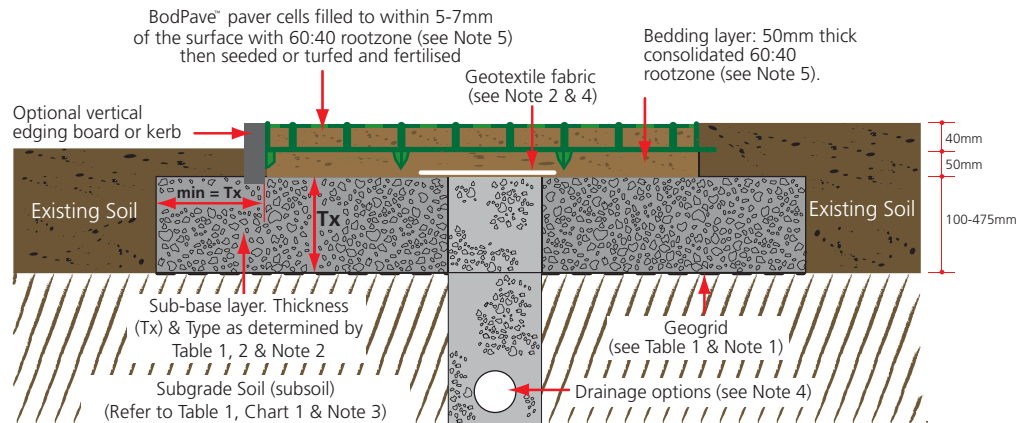 BodPave™ paver cells filled to within 5-7mm
of the surface with 60:40 rootzone (see Note 5)
then seeded or turfed and fertilised
Bedding layer: 50mm thick
consolidated 60:40
rootzone (see Note 5).
Geotextile fabric
(see Note 2 & 4)
Optional vertical
edging board or kerb
40mm
50mm
min = Tx
Tx
Existing Soil
Existing Soil
100-475mm
Sub-base layer. Thickness
(Tx) & Type as determined by
Table 1, 2 & Note 2
Geogrid
(see Table 1 & Note 1)
Subgrade Soil (subsoil)
(Refer to Table 1, Chart 1 & Note 3)
Drainage options (see Note 4)